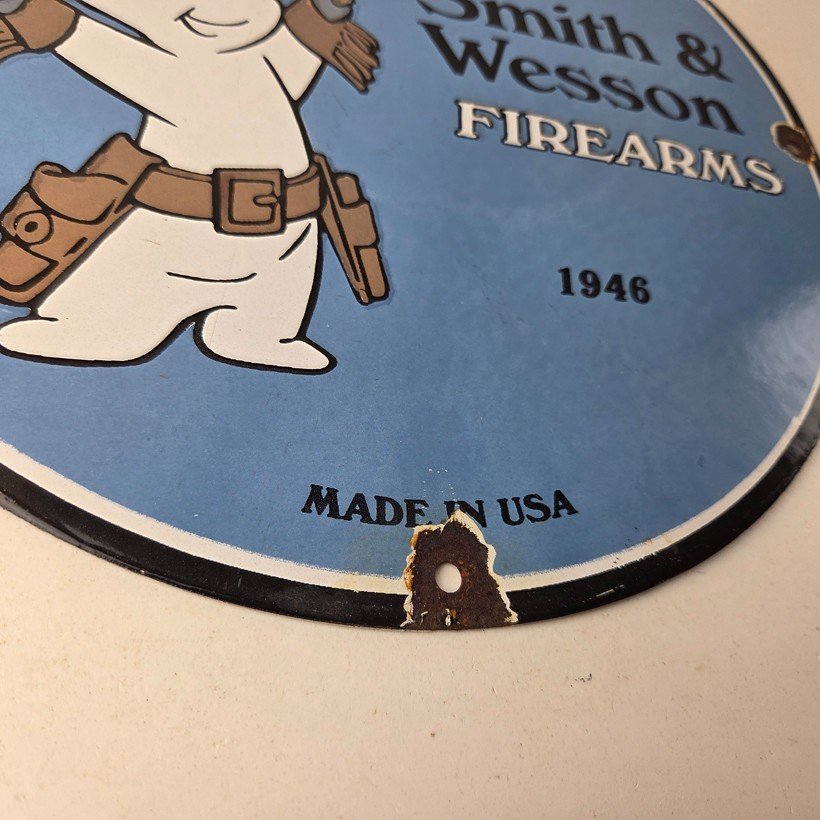 Smith &
Wesson
FIREARMS
1946
MADE IN USA